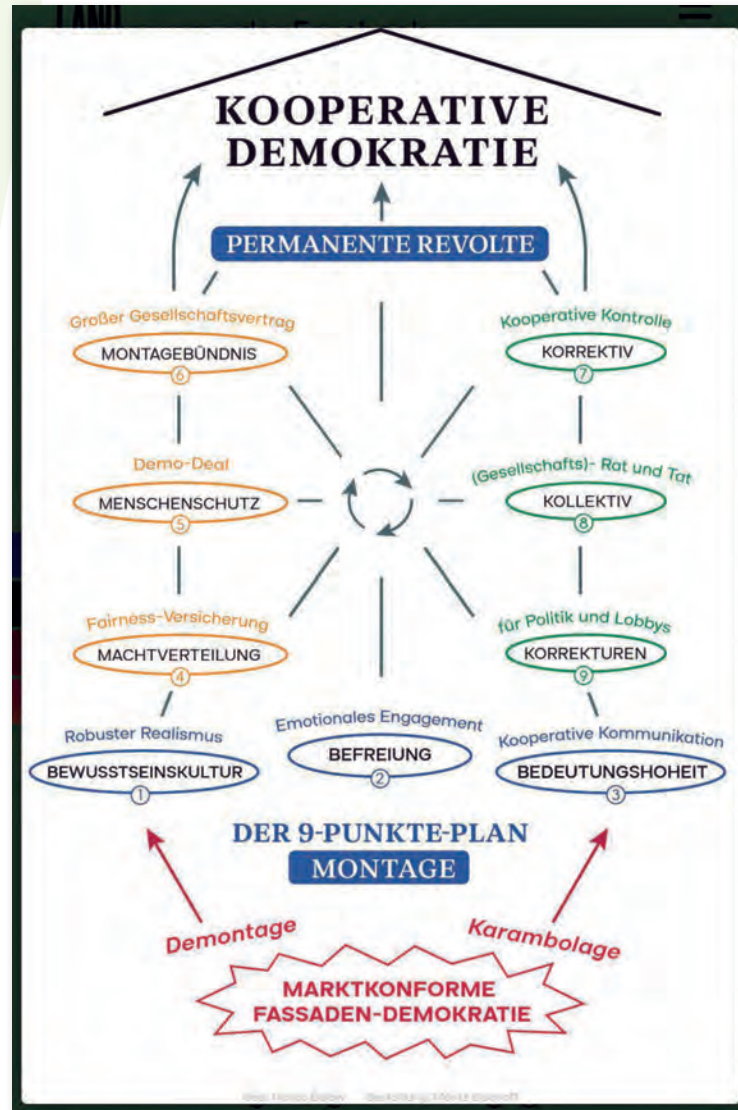 LAND
KOOPERATIVE
DEMOKRATIE
PERMANENTE REVOLTE
Großer Gesellschaftsvertrag
MONTAGEBÜNDNIS
6
Kooperative Kontrolle
KORREKTIV
7
Demo-Deal
MENSCHENSCHUTZ
5
(Gesellschafts)- Rat und Tat
KOLLEKTIV
8
Fairness-Versicherung
MACHTVERTEILUNG
4
für Politik und Lobbys
KORREKTUREN
9
Robuster Realismus
BEWUSSTSEINSKULTUR
1
Emotionales Engagement
BEFREIUNG
2
Kooperative Kommunikation
BEDEUTUNGSHOHEIT
3
DER 9-PUNKTE-PLAN
MONTAGE
Demontage
Karambolage
MARKTKONFORME
FASSADEN-DEMOKRATIE